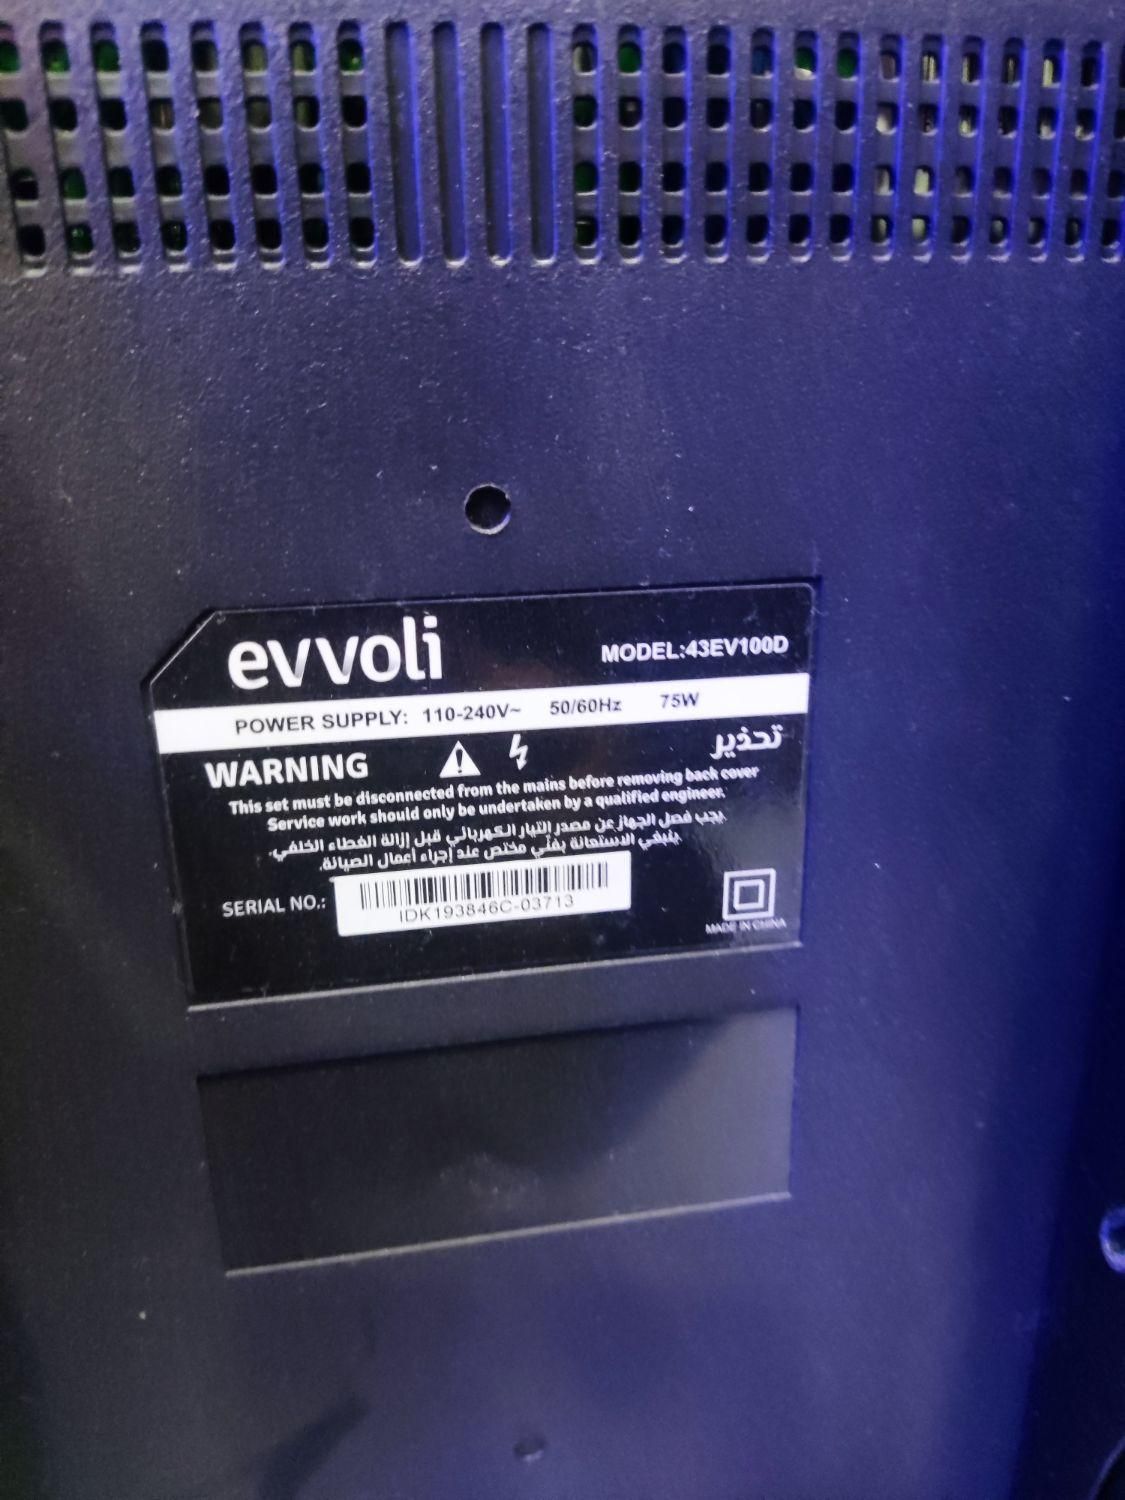 evvoli
MODEL:43EV100D
POWER SUPPLY: 110-240V~ 50/60Hz 75W
WARNING تحذير
This set must be disconnected from the mains before removing back cover
Service work should only be undertaken by a qualified engineer.
يجب فصل الجهاز عن مصدر التيار الكهربائي قبل إزالة الغطاء الخلفي.
ينبغي الاستعانة بفني مختص عند إجراء أعمال الصيانة.
SERIAL NO.: IDK193846C-03713
MADE IN CHINA